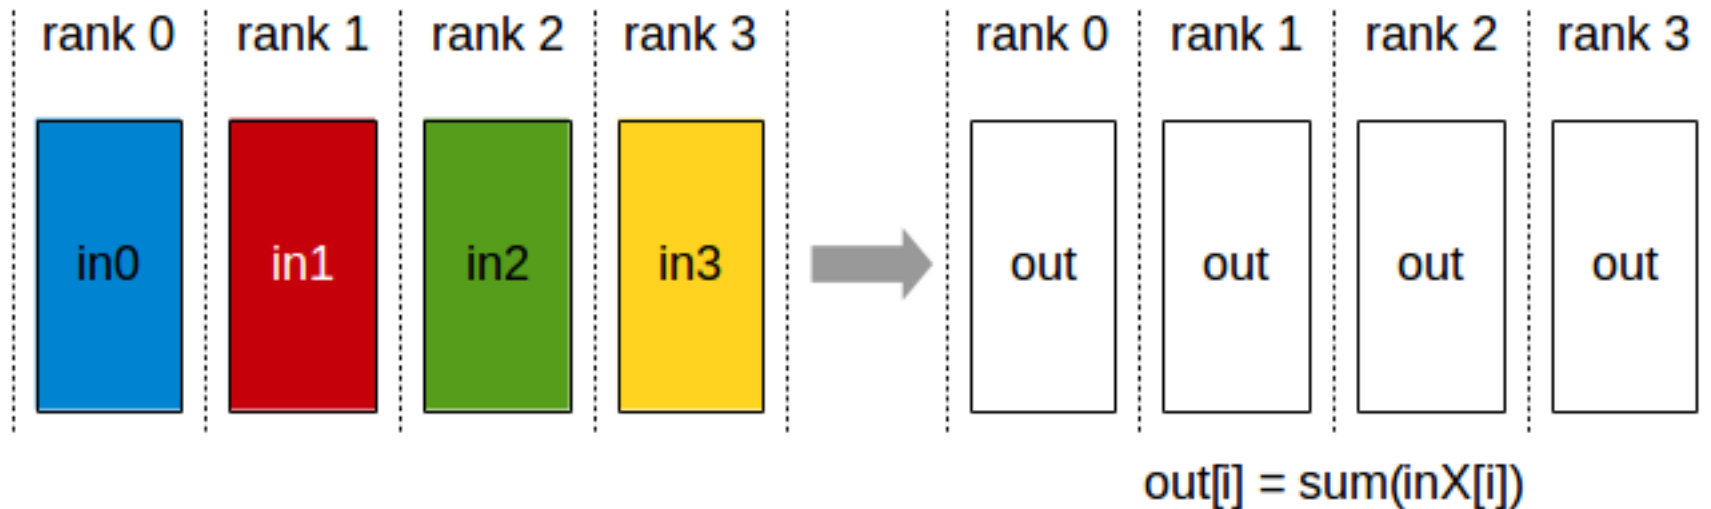 rank 0 rank 1 rank 2 rank 3 rank 0 rank 1 rank 2 rank 3
in0 in1 in2 in3 out out out out
out[i] = sum(inX[i])